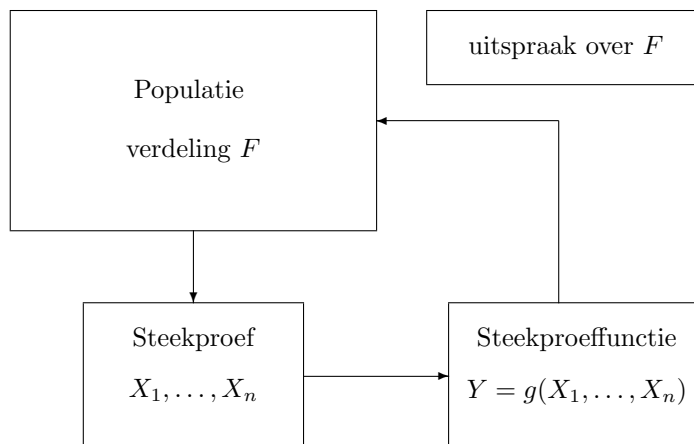 Populatie
verdeling F
uitspraak over F
Steekproef
X₁, . . . , Xₙ
Steekproeffunctie
Y = g(X₁, . . . , Xₙ)